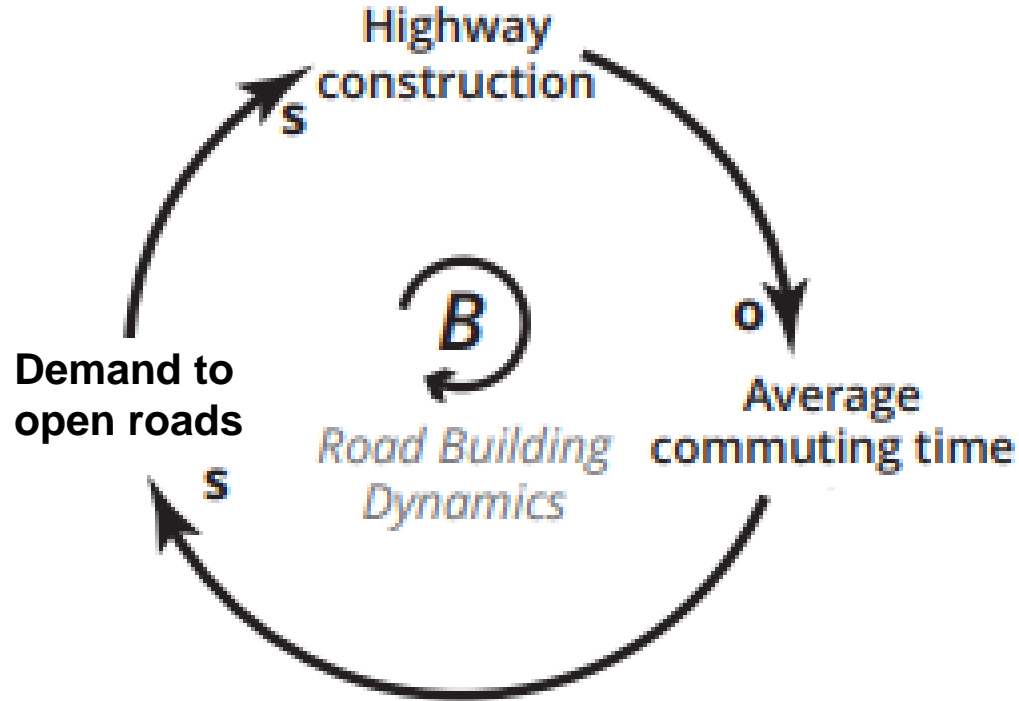 Highway
construction
s
o
B
Demand to
open roads
Average
commuting time
Road Building
Dynamics
s